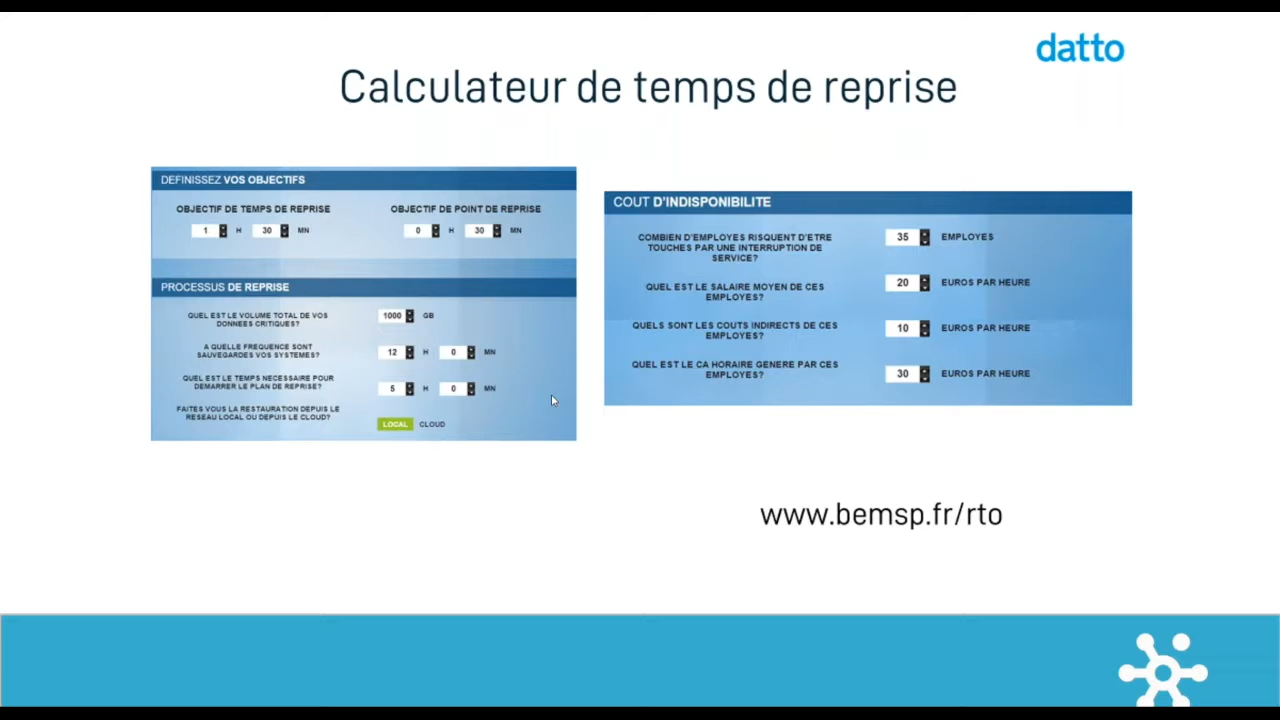 datto
Calculateur de temps de reprise
DEFINISSEZ VOS OBJECTIFS
OBJECTIF DE TEMPS DE REPRISE
1 H 30 MN
OBJECTIF DE POINT DE REPRISE
0 H 30 MN
PROCESSUS DE REPRISE
QUEL EST LE VOLUME TOTAL DE VOS
DONNEES CRITIQUES?
1000 GB
A QUELLE FREQUENCE SONT
SAUVEGARDES VOS SYSTEMES?
12 H 0 MN
QUEL EST LE TEMPS NECESSAIRE POUR
DEMARRER LE PLAN DE REPRISE?
5 H 0 MN
FAITES VOUS LA RESTAURATION DEPUIS LE
RESEAU LOCAL OU DEPUIS LE CLOUD?
LOCAL CLOUD
COUT D'INDISPONIBILITE
COMBIEN D'EMPLOYES RISQUENT D'ETRE
TOUCHES PAR UNE INTERRUPTION DE
SERVICE?
35 EMPLOYES
QUEL EST LE SALAIRE MOYEN DE CES
EMPLOYES?
20 EUROS PAR HEURE
QUELS SONT LES COUTS INDIRECTS DE CES
EMPLOYES?
10 EUROS PAR HEURE
QUEL EST LE CA HORAIRE GENERE PAR CES
EMPLOYES?
30 EUROS PAR HEURE
www.bemsp.fr/rto